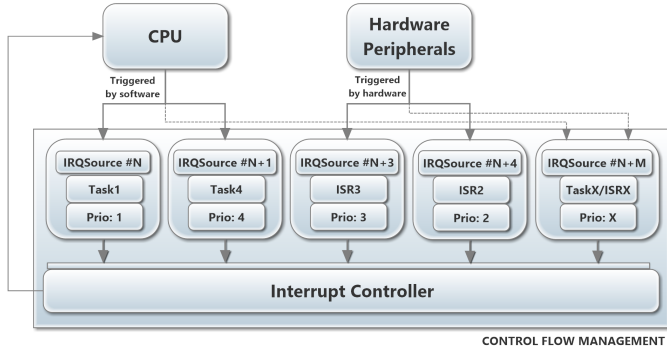 CPU
Hardware
Peripherals
Triggered
by software
Triggered
by hardware
IRQSource #N
Task1
Prio: 1
IRQSource #N+1
Task4
Prio: 4
IRQSource #N+3
ISR3
Prio: 3
IRQSource #N+4
ISR2
Prio: 2
IRQSource #N+M
TaskX/ISRX
Prio: X
Interrupt Controller
CONTROL FLOW MANAGEMENT